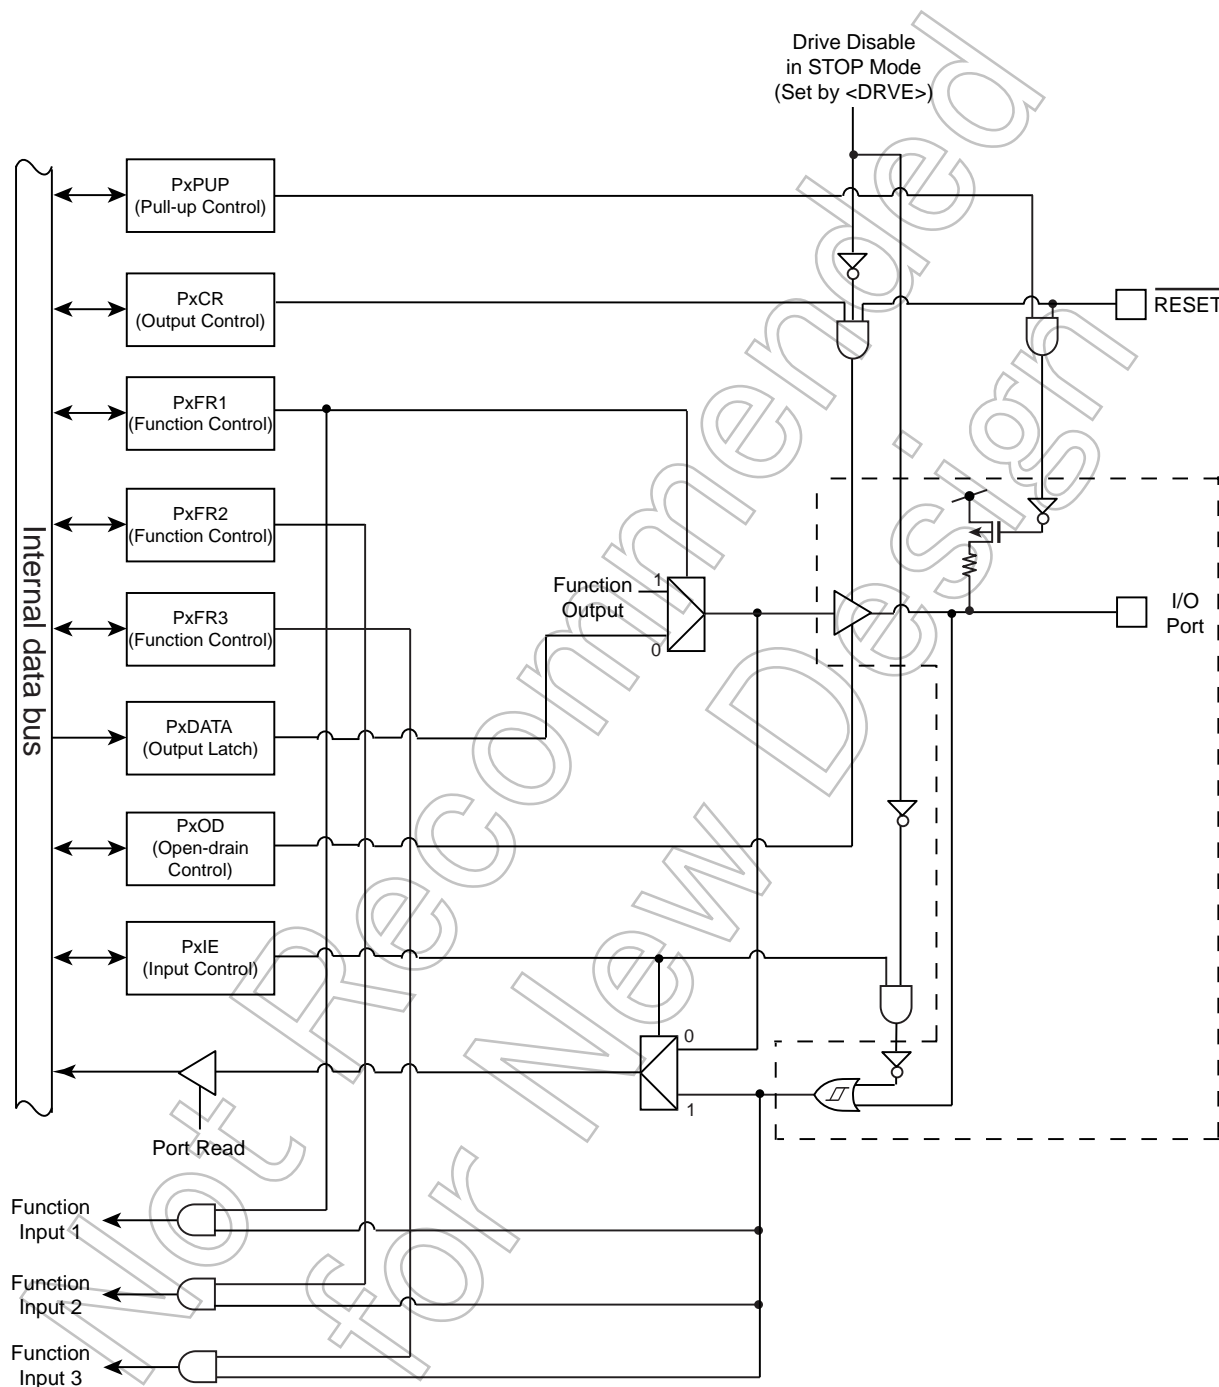 Drive Disable
in STOP Mode
(Set by <DRVE>)
PxPUP
(Pull-up Control)
PxCR
(Output Control)
RESET
PxFR1
(Function Control)
PxFR2
(Function Control)
Internal data bus
Function
Output
1
0
PxFR3
(Function Control)
I/O
Port
PxDATA
(Output Latch)
PxOD
(Open-drain
Control)
PxIE
(Input Control)
0
1
Port Read
Function
Input 1
Function
Input 2
Function
Input 3
Not Recommended
for New Design